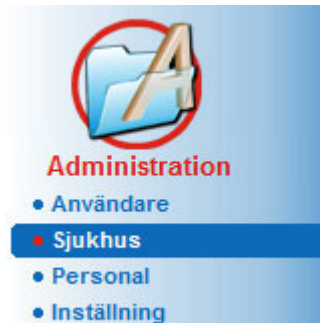 A
Administration
• Användare
• Sjukhus
• Personal
• Inställning